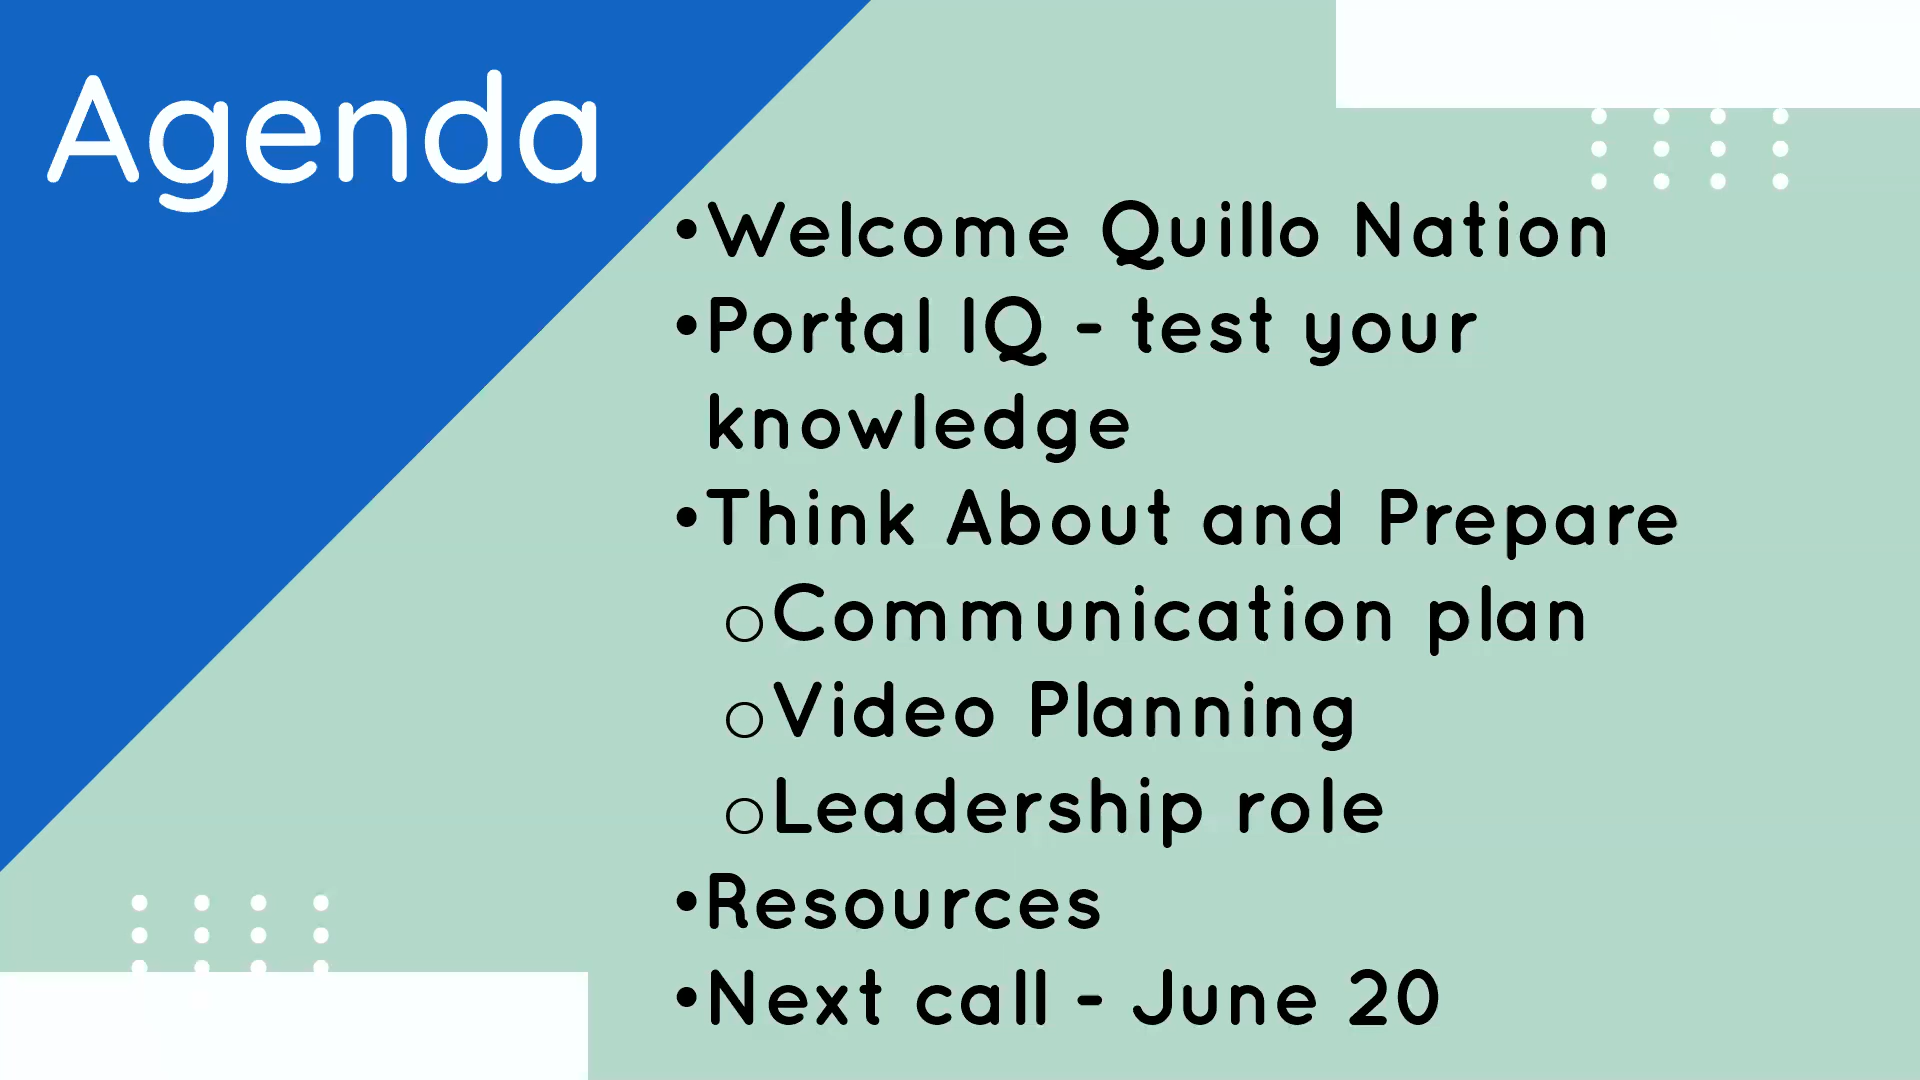 Agenda
•Welcome Quillo Nation
•Portal IQ - test your
knowledge
•Think About and Prepare
○Communication plan
○Video Planning
○Leadership role
•Resources
•Next call - June 20